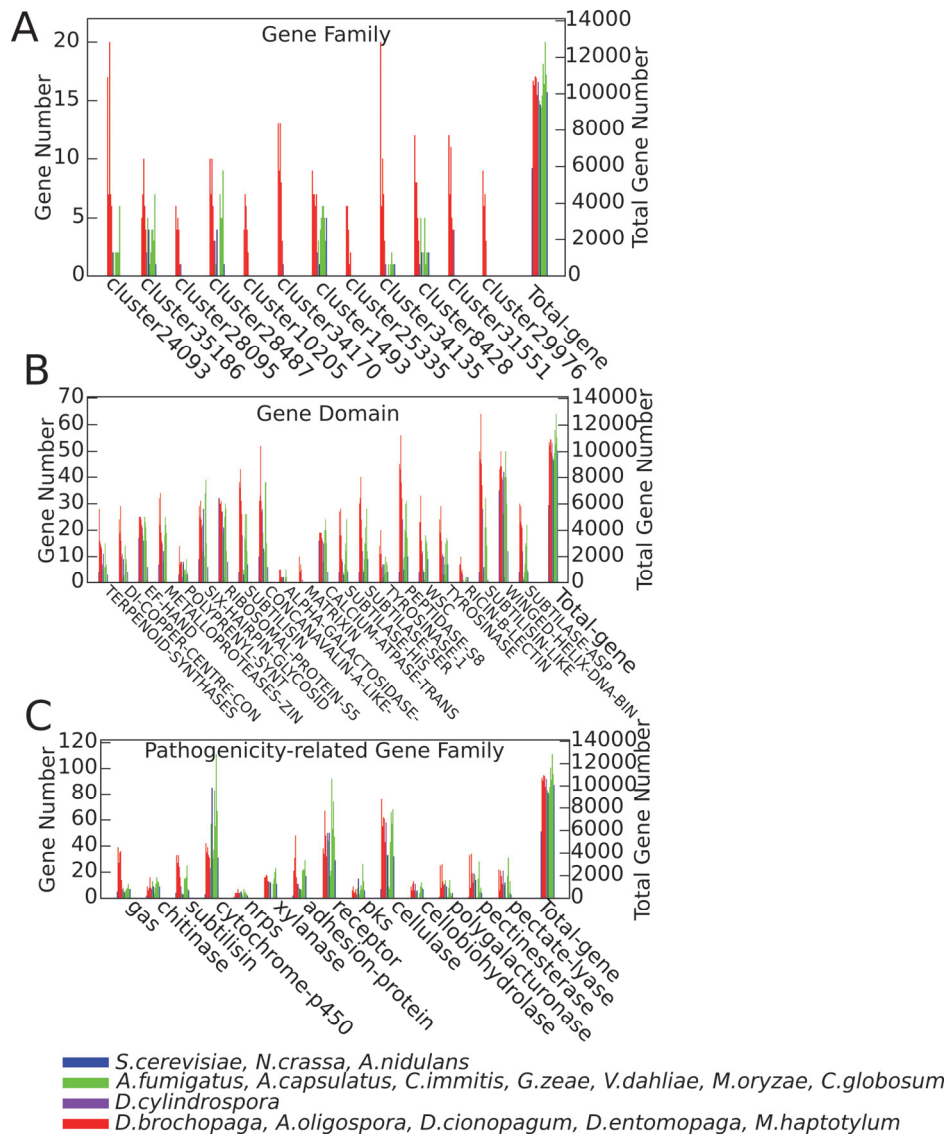 A
Gene Family
Gene Number
Total Gene Number
20
15
10
5
0
14000
12000
10000
8000
6000
4000
2000
0
cluster24093
cluster35186
cluster28095
cluster28487
cluster10205
cluster34170
cluster1493
cluster25335
cluster34135
cluster8428
cluster31551
cluster29976
Total-gene
B
Gene Domain
Gene Number
Total Gene Number
70
60
50
40
30
20
10
0
14000
12000
10000
8000
6000
4000
2000
0
TERPENOID-SYNTHASES
DI-COPPER-CENTRE-CON
EF-HAND
METALLOPROTEASES-ZIN
POLYPRENYL-SYNT
SIX-HAIRPIN-GLYCOSID
RIBOSOMAL-PROTEIN-S5
SUBTILISIN
CONCANAVALIN-A-LIKE-
ALPHA-GALACTOSIDASE-
MATRIXIN
CALCIUM-ATPASE-TRANS
SUBTILASE-HIS
SUBTILASE-SER
TYROSINASE-1
PEPTIDASE-S8
WSC
TYROSINASE
RICIN-B-LECTIN
SUBTILISIN-LIKE
WINGED-HELIX-DNA-BIN
SUBTILASE-ASP
Total-gene
C
Pathogenicity-related Gene Family
Gene Number
Total Gene Number
120
100
80
60
40
20
0
14000
12000
10000
8000
6000
4000
2000
0
gas
chitinase
subtilisin
cytochrome-p450
nrps
xylanase
adhesion-protein
receptor
pks
cellulase
cellobiohydrolase
polygalacturonase
pectinesterase
pectate-lyase
Total-gene
S.cerevisiae, N.crassa, A.nidulans
A.fumigatus, A.capsulatus, C.immitis, G.zeae, V.dahliae, M.oryzae, C.globosum
D.cylindrospora
D.brochopaga, A.oligospora, D.cionopagum, D.entomopaga, M.haptotylum